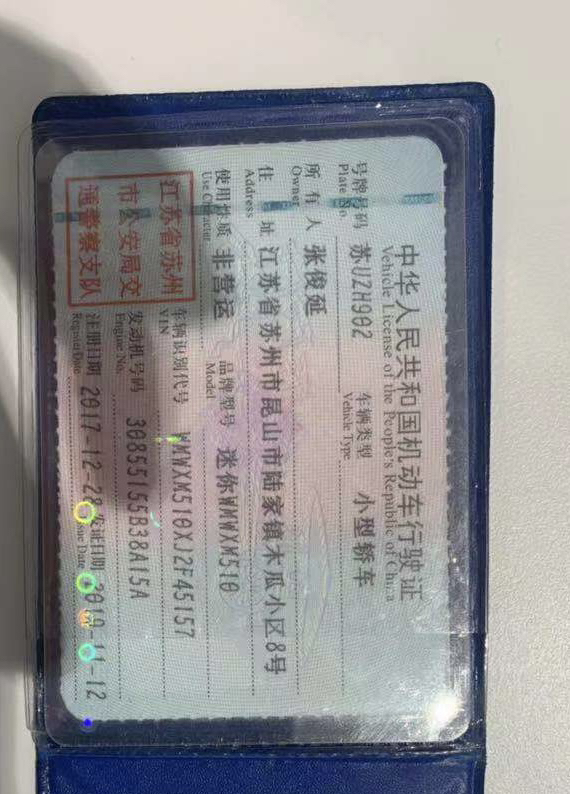 中华人民共和国机动车行驶证
Vehicle License of the People's Republic of China
号牌号码 苏UZH902 车辆类型 小型轿车
Plate No. Vehicle Type
所有人 张俊延
Owner
住址 江苏省苏州市昆山市陆家镇木瓜小区8号
Address
使用性质 非营运 品牌型号 迷你WMWXM510
Use Character Model
江苏省苏州
市公安局交
通警察支队
车辆识别代号 WMWXM510XJ2F45157
VIN
发动机号码 30855155B38A15A
Engine No.
注册日期 2017-12-28 发证日期 2019-11-12
Register Date Issue Date